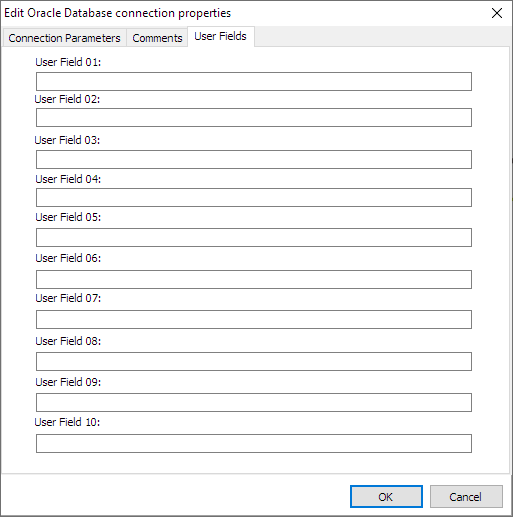 Edit Oracle Database connection properties
Connection Parameters Comments User Fields
User Field 01:
User Field 02:
User Field 03:
User Field 04:
User Field 05:
User Field 06:
User Field 07:
User Field 08:
User Field 09:
User Field 10:
OK Cancel